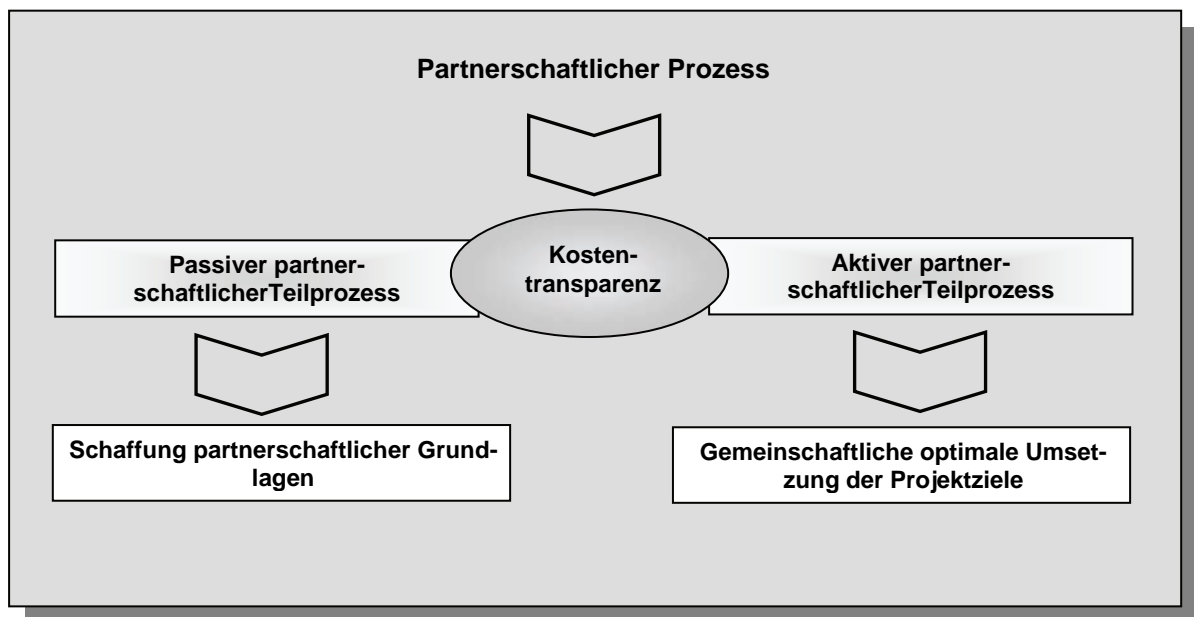 Partnerschaftlicher Prozess
Kosten-
transparenz
Passiver partner-
schaftlicherTeilprozess
Aktiver partner-
schaftlicherTeilprozess
Schaffung partnerschaftlicher Grund-
lagen
Gemeinschaftliche optimale Umset-
zung der Projektziele